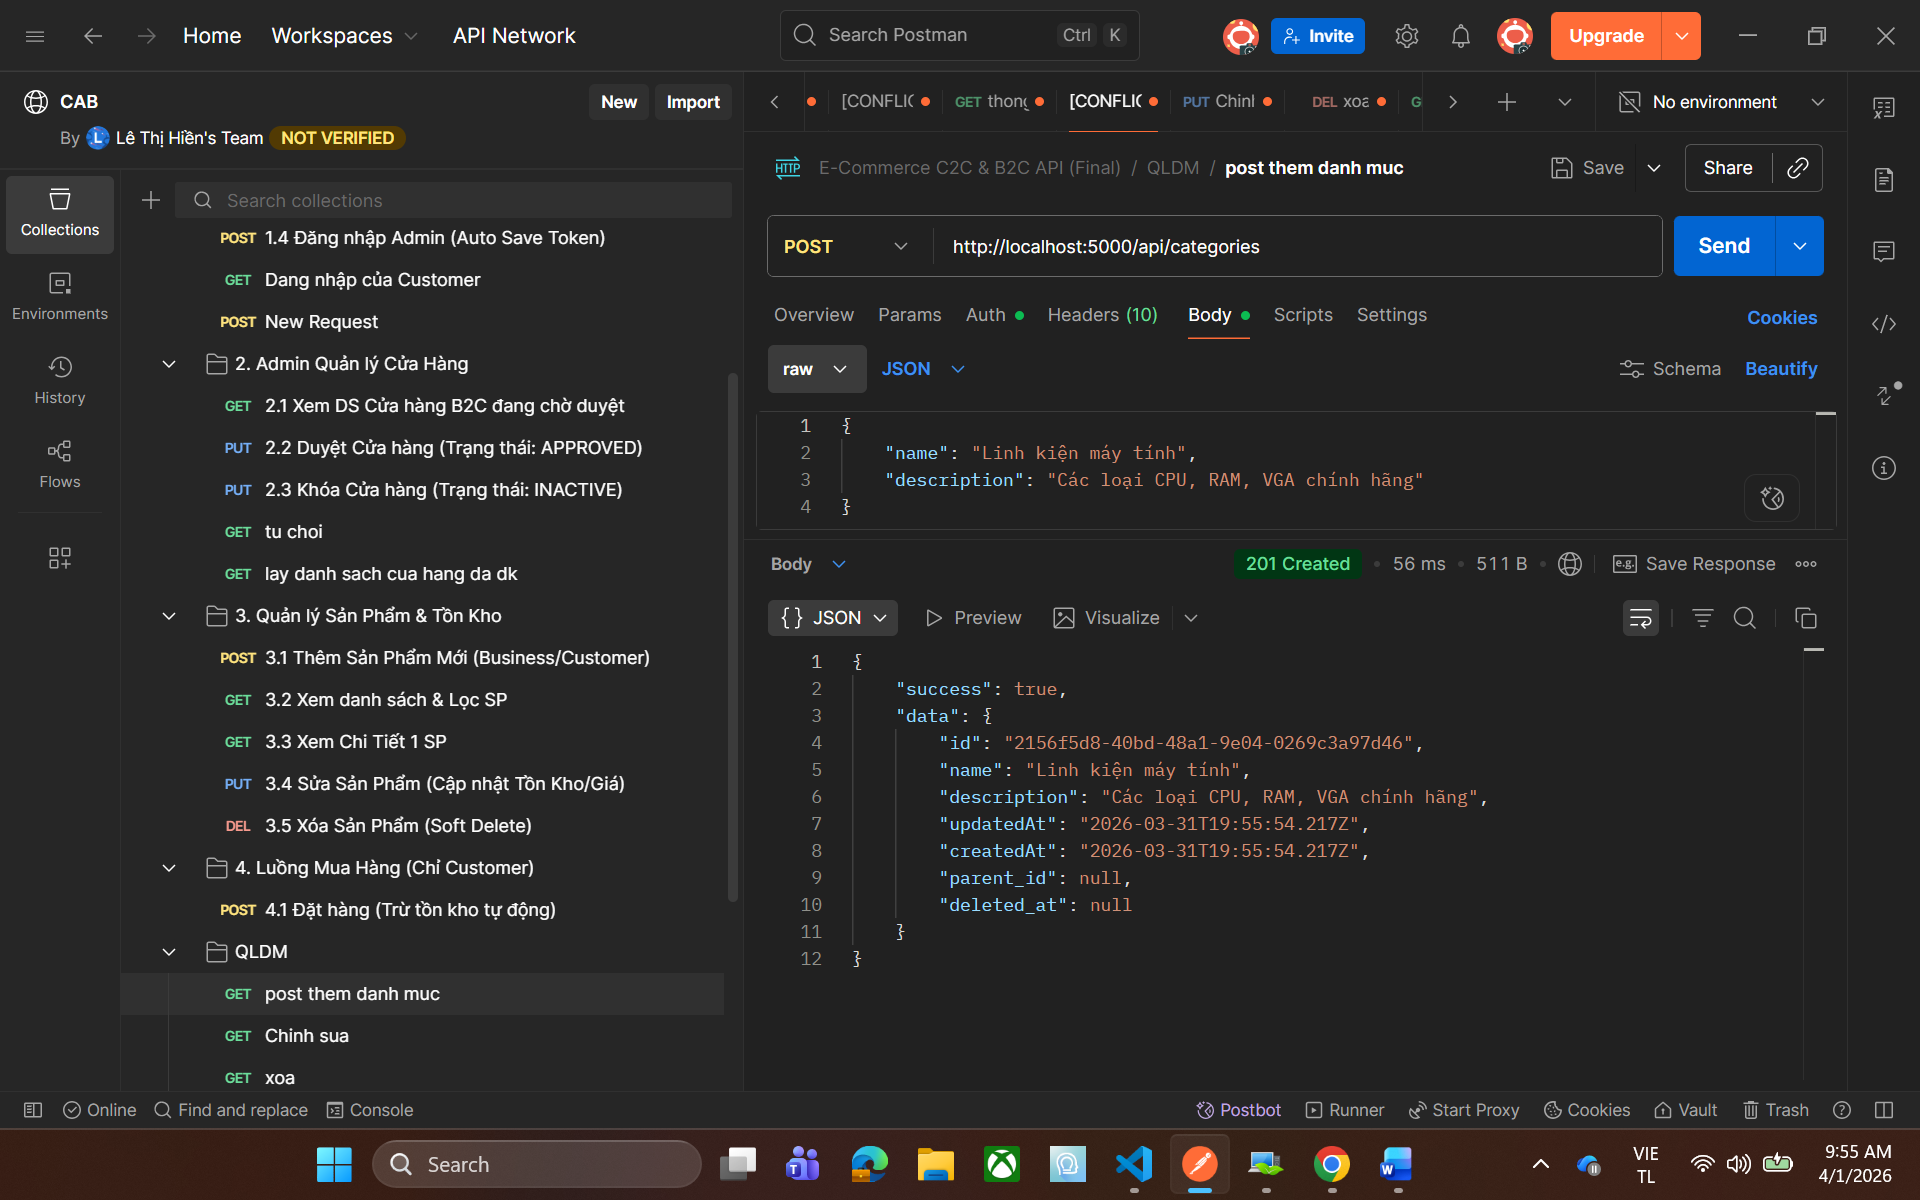 Home
Workspaces
API Network
Search Postman
Ctrl
K
Invite
Upgrade
CAB
New
Import
By L Lê Thị Hiền's Team NOT VERIFIED
[CONFLIC
GET thong
[CONFLIC
PUT Chinl
DEL xoa
G
No environment
E-Commerce C2C & B2C API (Final) / QLDM / post them danh muc
Save
Share
Collections
Environments
History
Flows
Search collections
POST 1.4 Đăng nhập Admin (Auto Save Token)
GET Dang nhập của Customer
POST New Request
2. Admin Quản lý Cửa Hàng
GET 2.1 Xem DS Cửa hàng B2C đang chờ duyệt
PUT 2.2 Duyệt Cửa hàng (Trạng thái: APPROVED)
PUT 2.3 Khóa Cửa hàng (Trạng thái: INACTIVE)
GET tu choi
GET lay danh sach cua hang da dk
3. Quản lý Sản Phẩm & Tồn Kho
POST 3.1 Thêm Sản Phẩm Mới (Business/Customer)
GET 3.2 Xem danh sách & Lọc SP
GET 3.3 Xem Chi Tiết 1 SP
PUT 3.4 Sửa Sản Phẩm (Cập nhật Tồn Kho/Giá)
DEL 3.5 Xóa Sản Phẩm (Soft Delete)
4. Luồng Mua Hàng (Chỉ Customer)
POST 4.1 Đặt hàng (Trừ tồn kho tự động)
QLDM
GET post them danh muc
GET Chinh sua
GET xoa
POST
http://localhost:5000/api/categories
Send
Overview
Params
Auth
Headers (10)
Body
Scripts
Settings
Cookies
raw
JSON
Schema
Beautify
1 {
2 "name": "Linh kiện máy tính",
3 "description": "Các loại CPU, RAM, VGA chính hãng"
4 }
Body
201 Created
56 ms
511 B
e.g. Save Response
{} JSON
Preview
Visualize
1 {
2 "success": true,
3 "data": {
4 "id": "2156f5d8-40bd-48a1-9e04-0269c3a97d46",
5 "name": "Linh kiện máy tính",
6 "description": "Các loại CPU, RAM, VGA chính hãng",
7 "updatedAt": "2026-03-31T19:55:54.217Z",
8 "createdAt": "2026-03-31T19:55:54.217Z",
9 "parent_id": null,
10 "deleted_at": null
11 }
12 }
Online
Find and replace
Console
Postbot
Runner
Start Proxy
Cookies
Vault
Trash
Search
VIE
TL
9:55 AM
4/1/2026